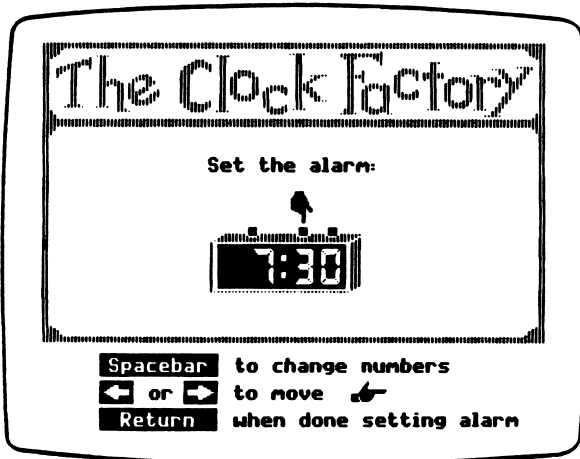 The Clock Factory
Set the alarm:
7:30
Spacebar to change numbers
or to move
Return when done setting alarm